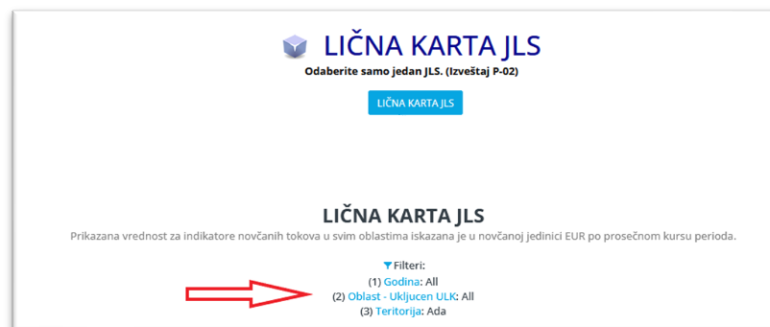 LIČNA KARTA JLS
Odaberite samo jedan JLS. (Izveštaj P-02)
LIČNA KARTA JLS
LIČNA KARTA JLS
Prikazana vrednost za indikatore novčanih tokova u svim oblastima iskazana je u novčanoj jedinici EUR po prosečnom kursu perioda.
Filteri:
(1) Godina: All
(2) Oblast - Ukljucen ULK: All
(3) Teritorija: Ada